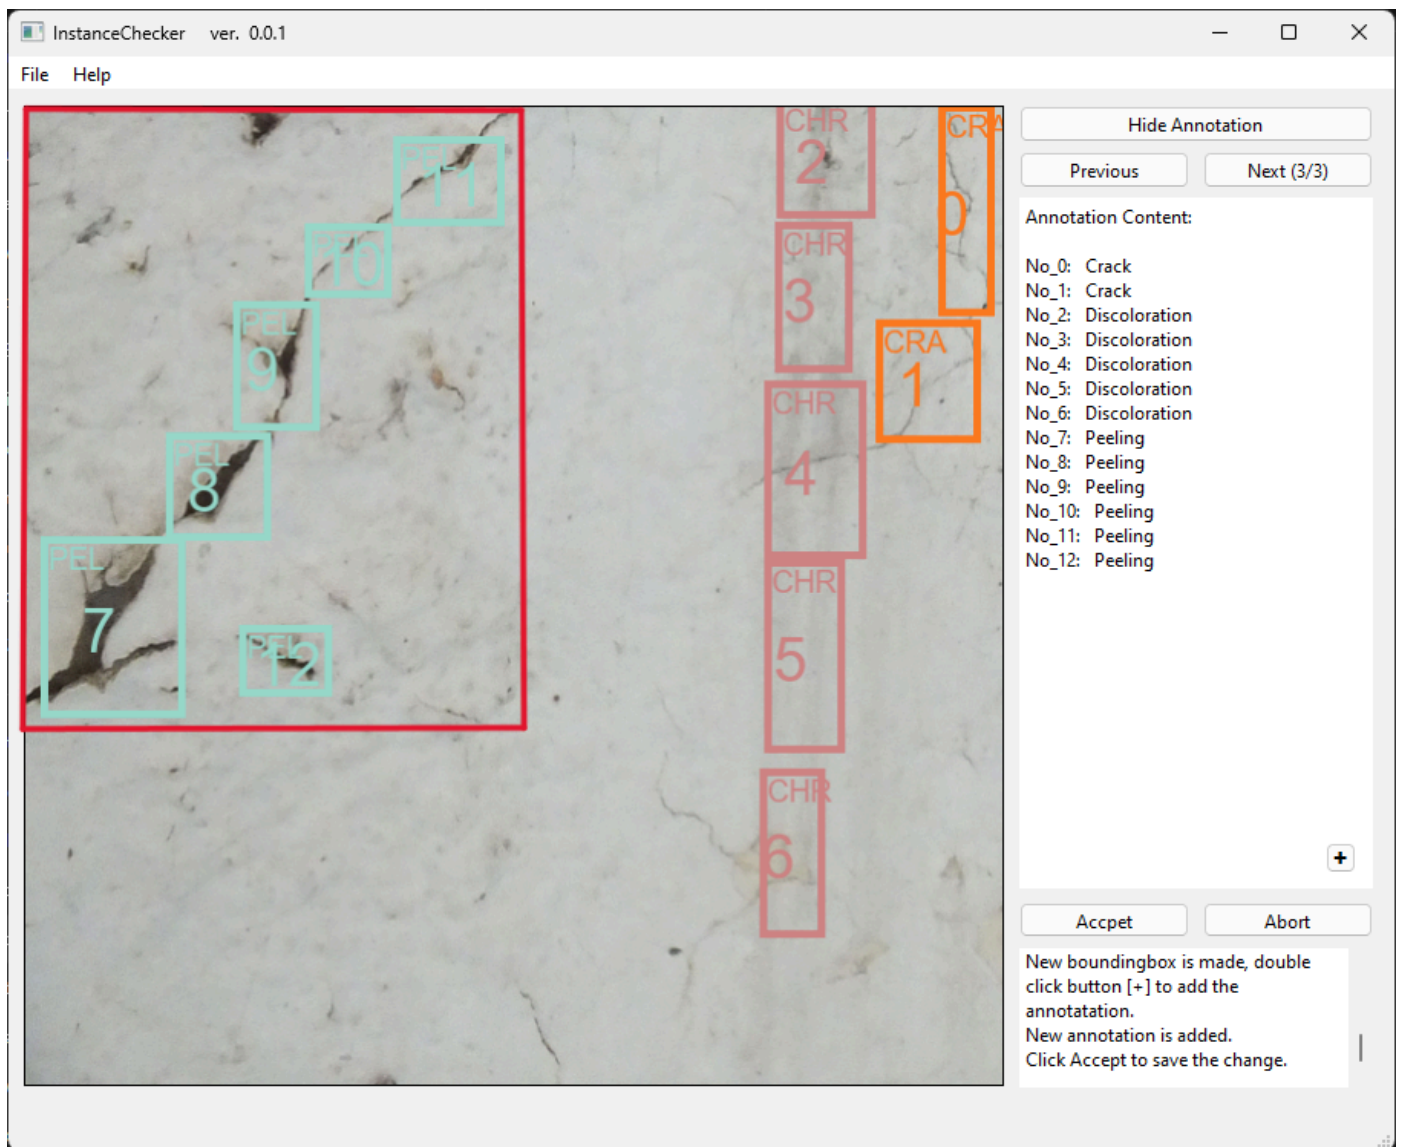 InstanceChecker ver. 0.0.1
File Help
Hide Annotation
Previous Next (3/3)
Annotation Content:
No_0: Crack
No_1: Crack
No_2: Discoloration
No_3: Discoloration
No_4: Discoloration
No_5: Discoloration
No_6: Discoloration
No_7: Peeling
No_8: Peeling
No_9: Peeling
No_10: Peeling
No_11: Peeling
No_12: Peeling
+
Accpet Abort
New boundingbox is made, double
click button [+] to add the
annotatation.
New annotation is added.
Click Accept to save the change.
CHR
2
CRA
0
PEL
11
CHR
3
PEL
10
PEL
9
CRA
1
CHR
4
PEL
8
PEL
7
CHR
5
PEL
12
CHR
6